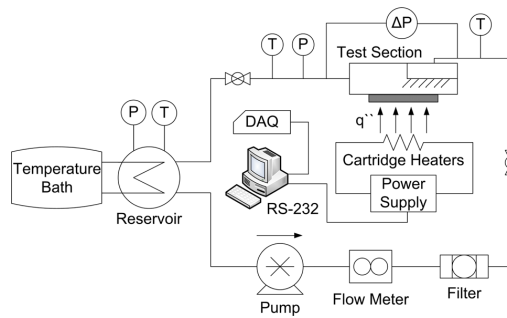 ΔP
T
P
T
Test Section
P
T
q``
DAQ
Cartridge Heaters
Temperature
Bath
Power
Supply
RS-232
Reservoir
Pump
Flow Meter
Filter